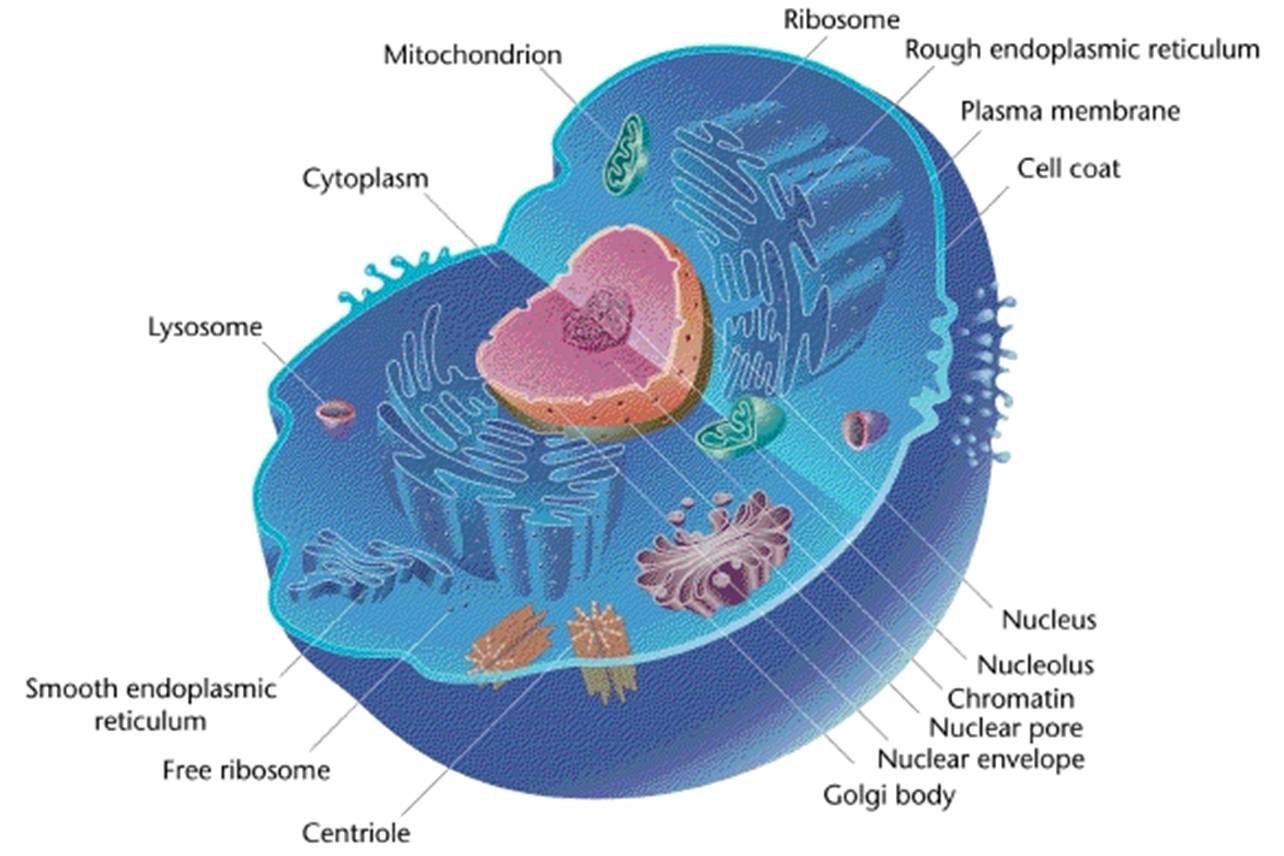 Ribosome
Mitochondrion
Rough endoplasmic reticulum
Plasma membrane
Cell coat
Cytoplasm
Lysosome
Nucleus
Nucleolus
Smooth endoplasmic
reticulum
Chromatin
Nuclear pore
Nuclear envelope
Free ribosome
Golgi body
Centriole